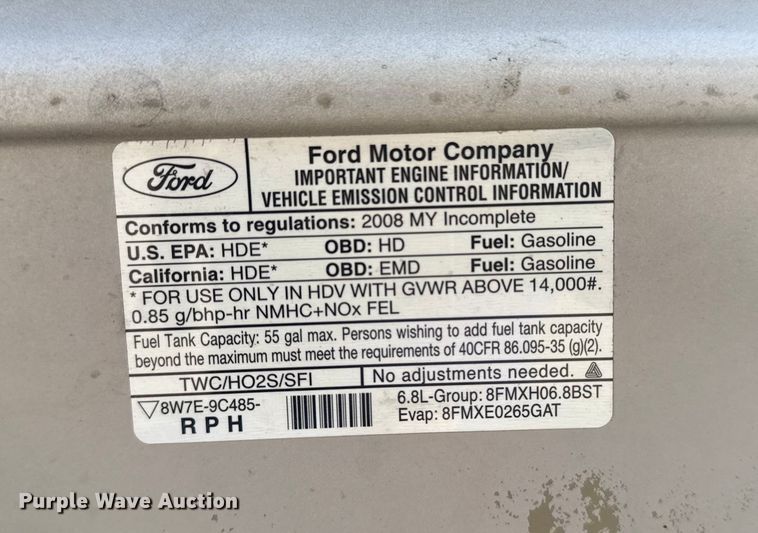 Ford
Ford Motor Company
IMPORTANT ENGINE INFORMATION/
VEHICLE EMISSION CONTROL INFORMATION
Conforms to regulations: 2008 MY Incomplete
U.S. EPA: HDE* OBD: HD Fuel: Gasoline
California: HDE* OBD: EMD Fuel: Gasoline
* FOR USE ONLY IN HDV WITH GVWR ABOVE 14,000#.
0.85 g/bhp-hr NMHC+NOx FEL
Fuel Tank Capacity: 55 gal max. Persons wishing to add fuel tank capacity
beyond the maximum must meet the requirements of 40CFR 86.095-35 (g)(2).
TWC/HO2S/SFI No adjustments needed.
8W7E-9C485-
RPH
6.8L-Group: 8FMXH06.8BST
Evap: 8FMXE0265GAT
Purple Wave Auction